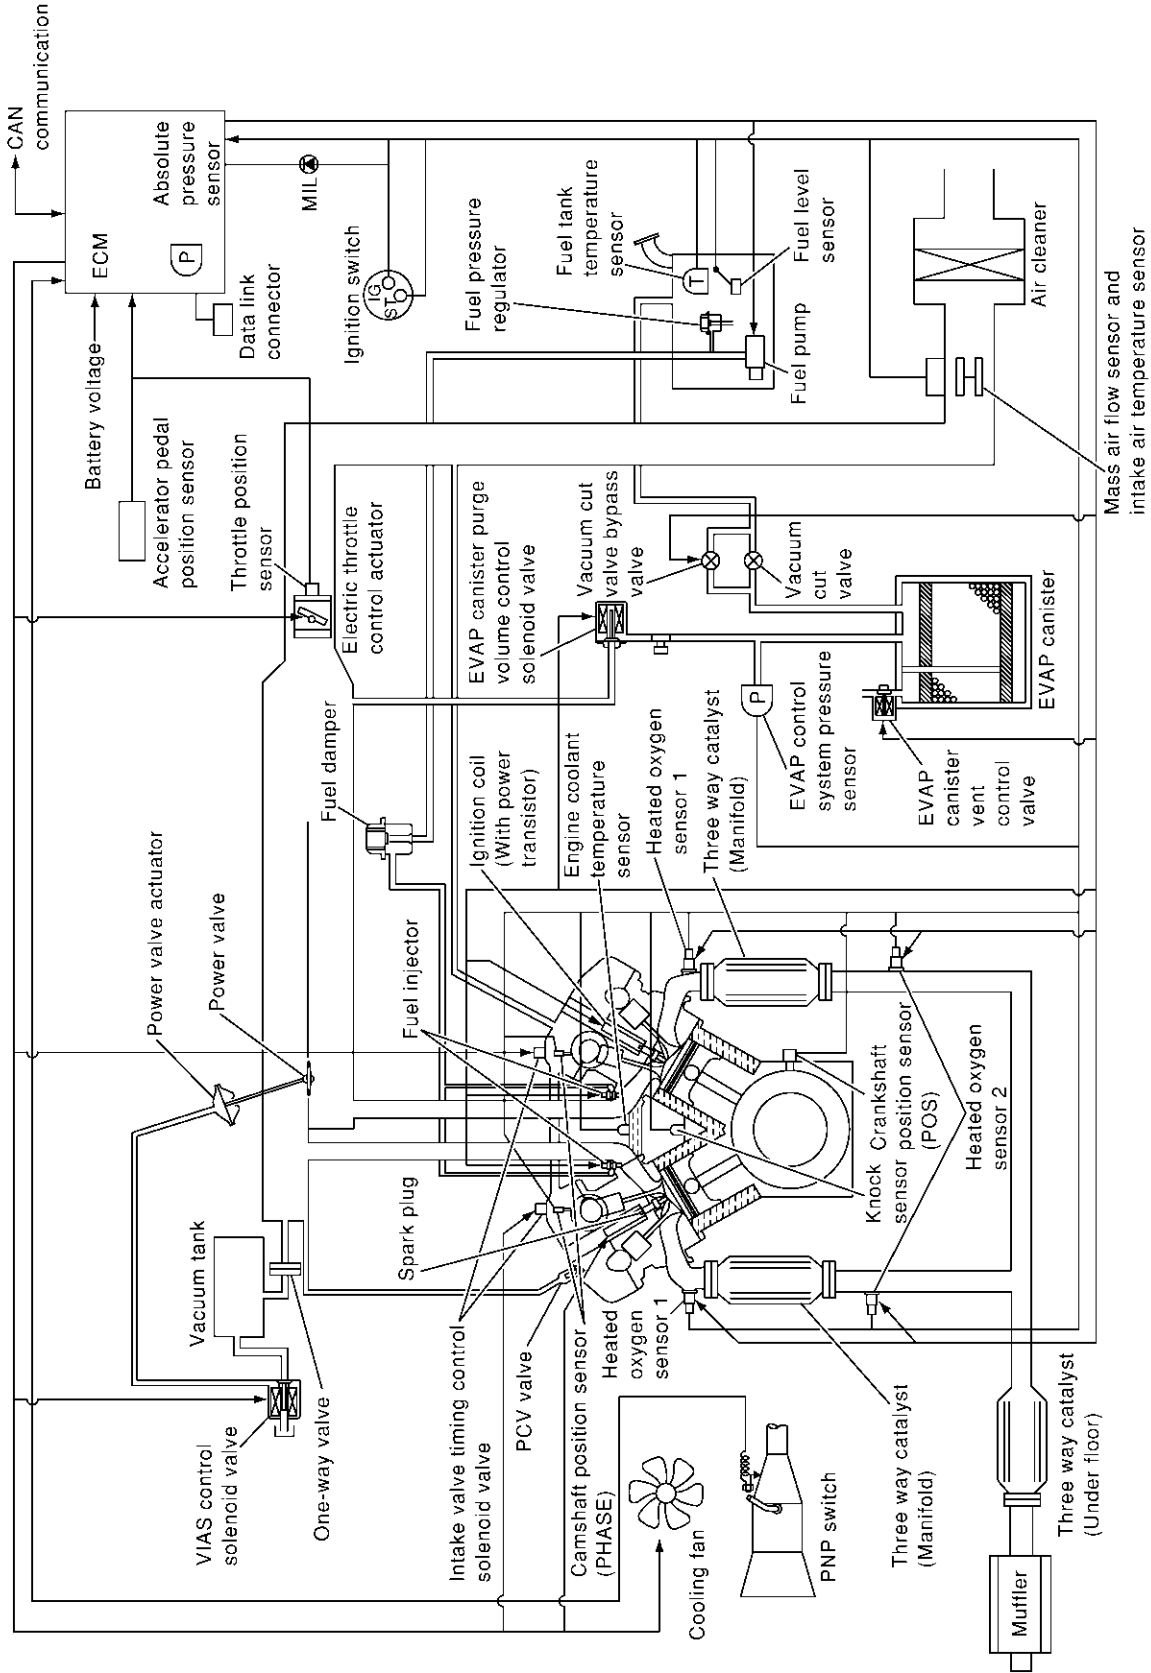 CAN
communication
ECM
Absolute
pressure
sensor
P
MIL
Battery voltage
Data link
connector
Ignition switch
IG
ST
Accelerator pedal
position sensor
Throttle position
sensor
Electric throttle
control actuator
Fuel pressure
regulator
Fuel tank
temperature
sensor
T
Fuel level
sensor
Fuel pump
Air cleaner
Mass air flow sensor and
intake air temperature sensor
EVAP canister purge
volume control
solenoid valve
Vacuum cut
valve bypass
valve
Vacuum
cut
valve
EVAP canister
P
EVAP control
system pressure
sensor
EVAP
canister
vent
control
valve
Power valve actuator
Power valve
Fuel damper
Fuel injector
Ignition coil
(With power
transistor)
Engine coolant
temperature
sensor
Heated oxygen
sensor 1
Three way catalyst
(Manifold)
Vacuum tank
VIAS control
solenoid valve
One-way valve
Spark plug
Intake valve timing control
solenoid valve
PCV valve
Camshaft position sensor
(PHASE)
Heated
oxygen
sensor 1
Knock
sensor
Crankshaft
position sensor
(POS)
Heated oxygen
sensor 2
Cooling fan
PNP switch
Three way catalyst
(Manifold)
Three way catalyst
(Under floor)
Muffler